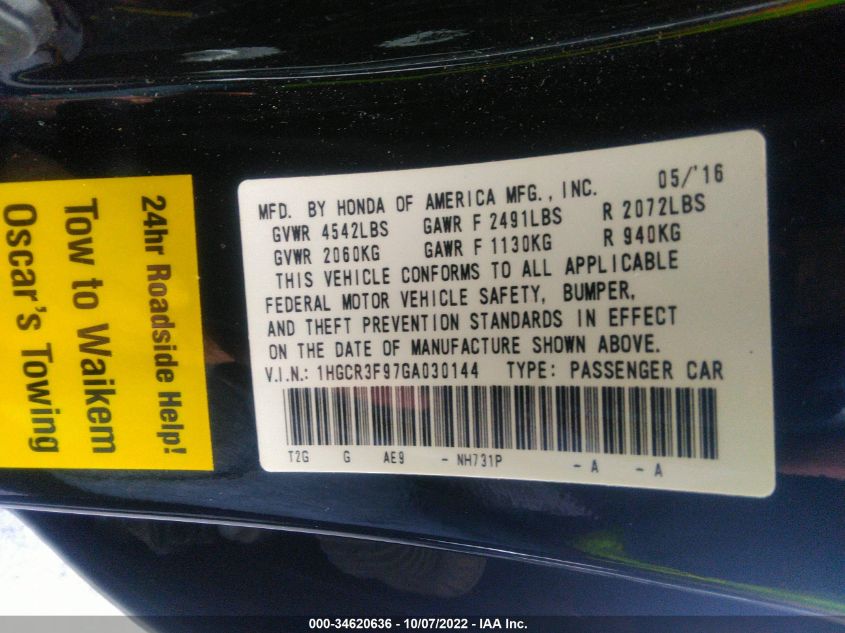 24hr Roadside Help!
Tow to Waikem
Oscar's Towing
MFD. BY HONDA OF AMERICA MFG., INC. 05/'16
GVWR 4542LBS GAWR F 2491LBS R 2072LBS
GVWR 2060KG GAWR F 1130KG R 940KG
THIS VEHICLE CONFORMS TO ALL APPLICABLE
FEDERAL MOTOR VEHICLE SAFETY, BUMPER,
AND THEFT PREVENTION STANDARDS IN EFFECT
ON THE DATE OF MANUFACTURE SHOWN ABOVE.
V.I.N.: 1HGCR3F97GA030144 TYPE: PASSENGER CAR
T2G G AE9 - NH731P - A - A
000-34620636 - 10/07/2022 - IAA Inc.